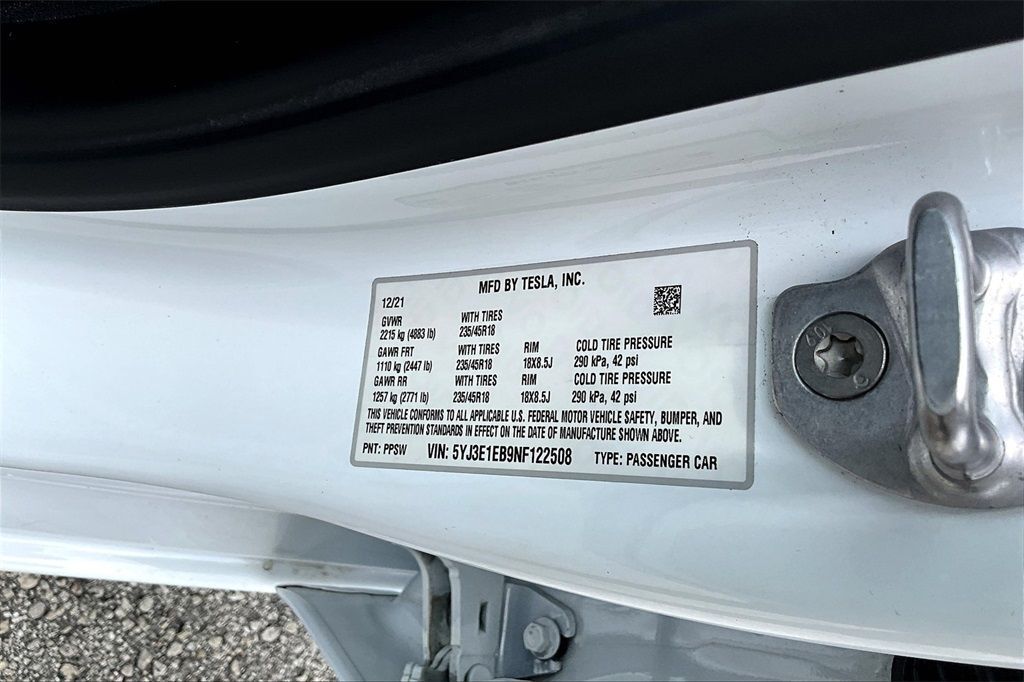 MFD BY TESLA, INC.
12/21
GVWR WITH TIRES
2215 kg (4883 lb) 235/45R18
GAWR FRT WITH TIRES RIM COLD TIRE PRESSURE
1110 kg (2447 lb) 235/45R18 18X8.5J 290 kPa, 42 psi
GAWR RR WITH TIRES RIM COLD TIRE PRESSURE
1257 kg (2771 lb) 235/45R18 18X8.5J 290 kPa, 42 psi
THIS VEHICLE CONFORMS TO ALL APPLICABLE U.S. FEDERAL MOTOR VEHICLE SAFETY, BUMPER, AND
THEFT PREVENTION STANDARDS IN EFFECT ON THE DATE OF MANUFACTURE SHOWN ABOVE.
PNT: PPSW VIN: 5YJ3E1EB9NF122508 TYPE: PASSENGER CAR